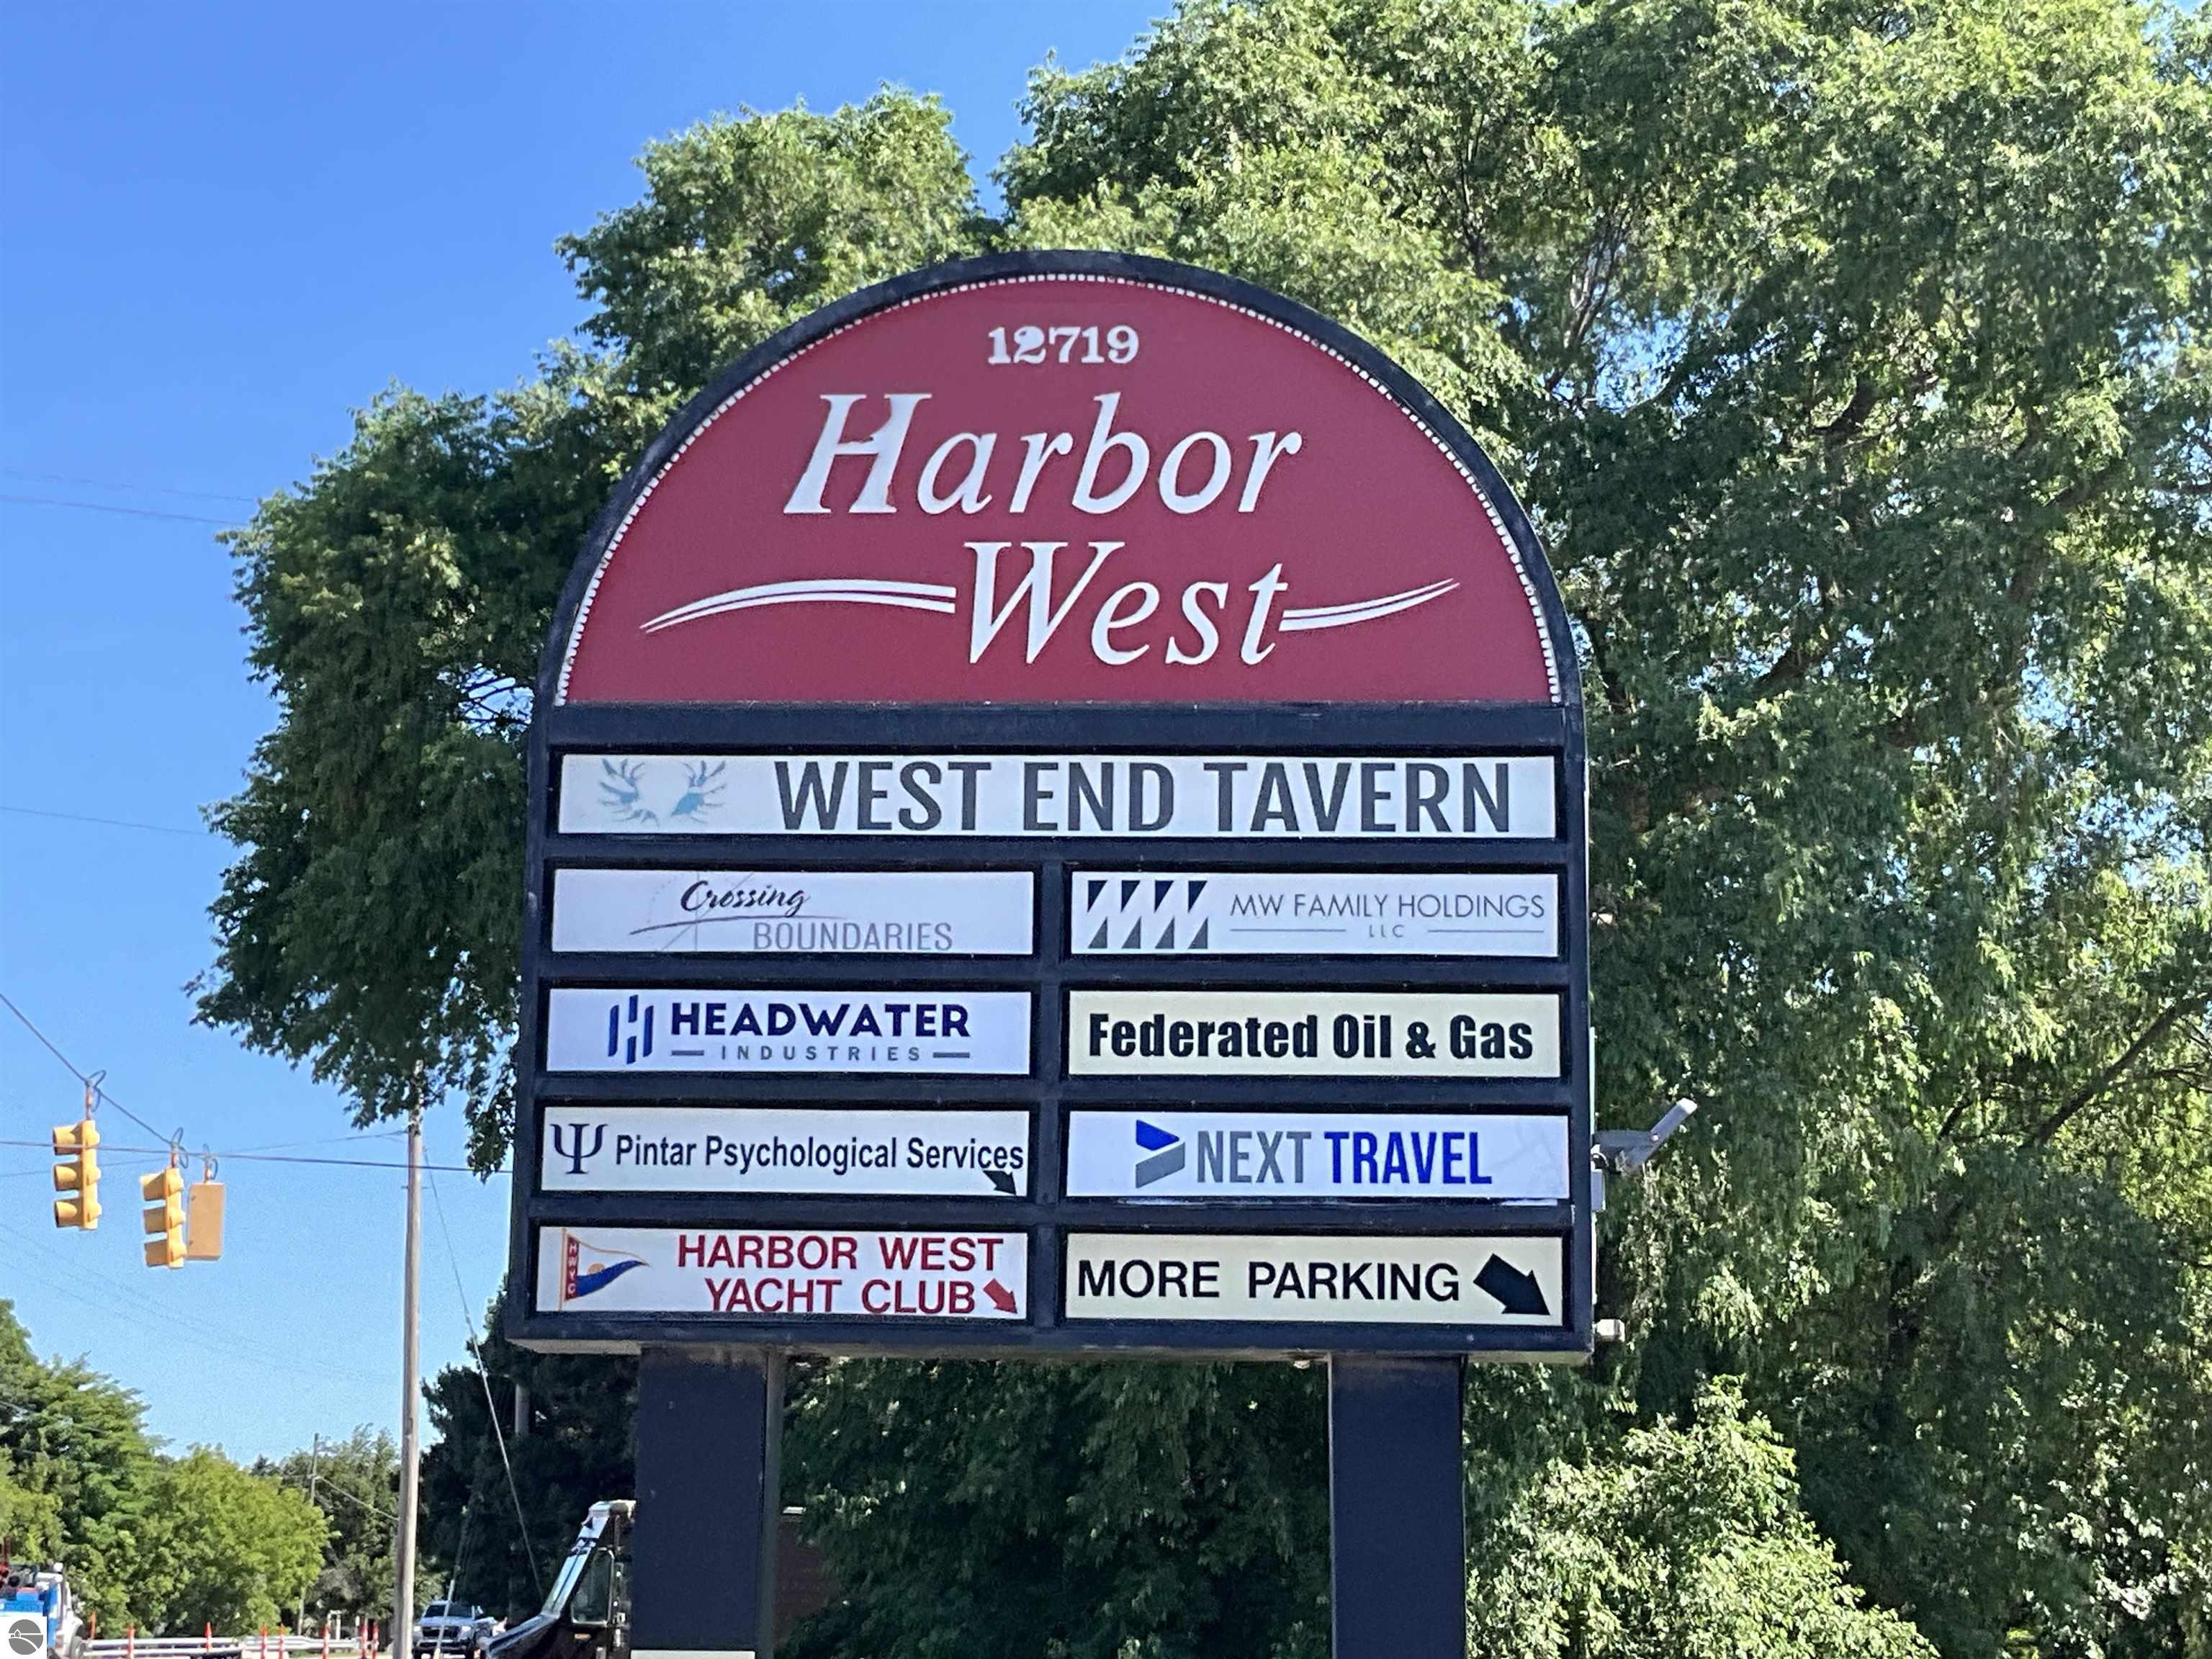 12719
Harbor
West
WEST END TAVERN
Crossing
BOUNDARIES
MW FAMILY HOLDINGS
LLC
HEADWATER
INDUSTRIES
Federated Oil & Gas
Ψ Pintar Psychological Services
NEXT TRAVEL
HWYC
HARBOR WEST
YACHT CLUB
MORE PARKING